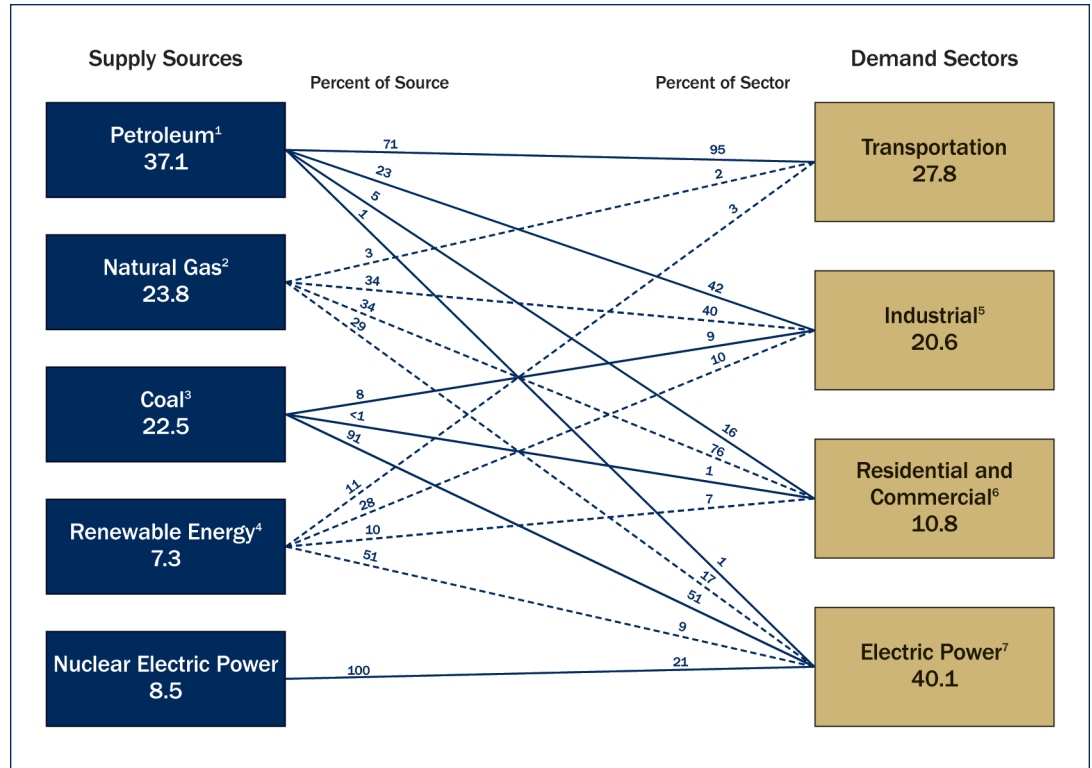 Supply Sources
Demand Sectors
Percent of Source
Percent of Sector
Petroleum¹
37.1
Natural Gas²
23.8
Coal³
22.5
Renewable Energy⁴
7.3
Nuclear Electric Power
8.5
71
23
5
1
3
34
34
29
8
<1
91
11
28
10
51
100
95
2
3
42
40
9
10
16
76
1
7
1
17
51
9
21
Transportation
27.8
Industrial⁵
20.6
Residential and
Commercial⁶
10.8
Electric Power⁷
40.1